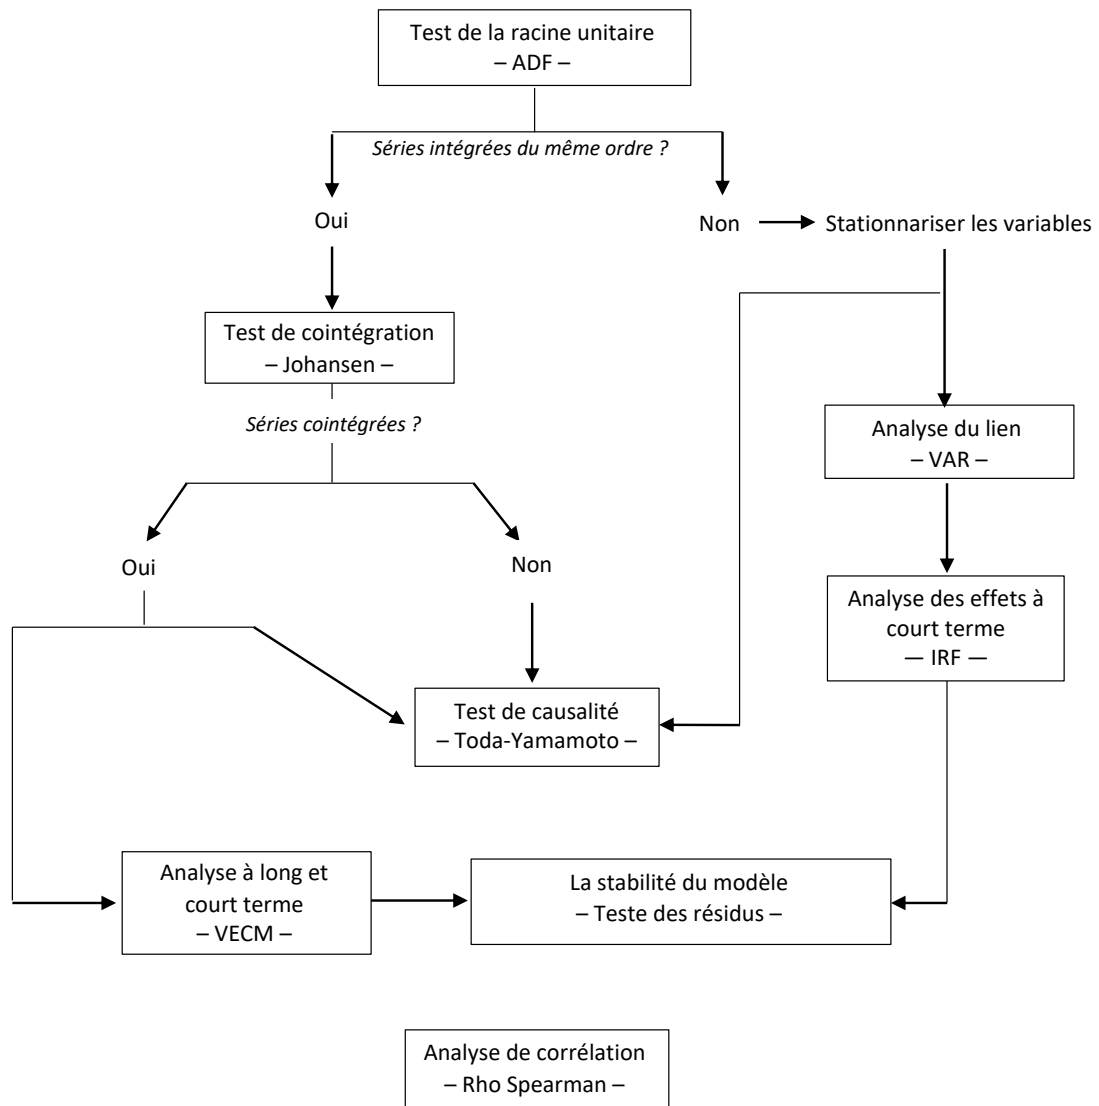 Test de la racine unitaire
– ADF –
Séries intégrées du même ordre ?
Oui
Non
Stationnariser les variables
Test de cointégration
– Johansen –
Séries cointégrées ?
Analyse du lien
– VAR –
Oui
Non
Analyse des effets à
court terme
— IRF —
Test de causalité
– Toda-Yamamoto –
Analyse à long et
court terme
– VECM –
La stabilité du modèle
– Teste des résidus –
Analyse de corrélation
– Rho Spearman –